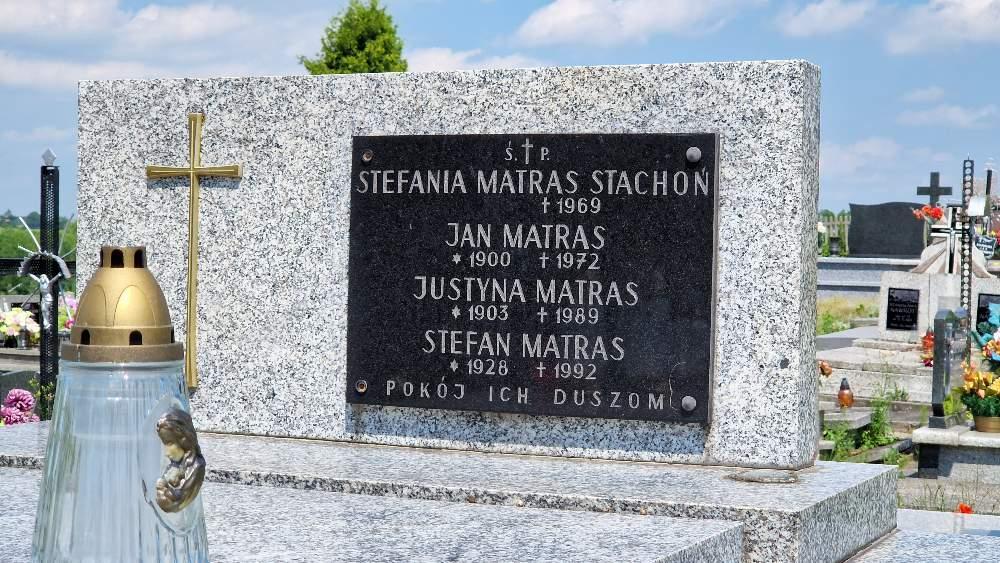 Ś. † P.
STEFANIA MATRAS STACHOŃ
† 1969
JAN MATRAS
* 1900 † 1972
JUSTYNA MATRAS
* 1903 † 1989
STEFAN MATRAS
* 1928 † 1992
POKÓJ ICH DUSZOM